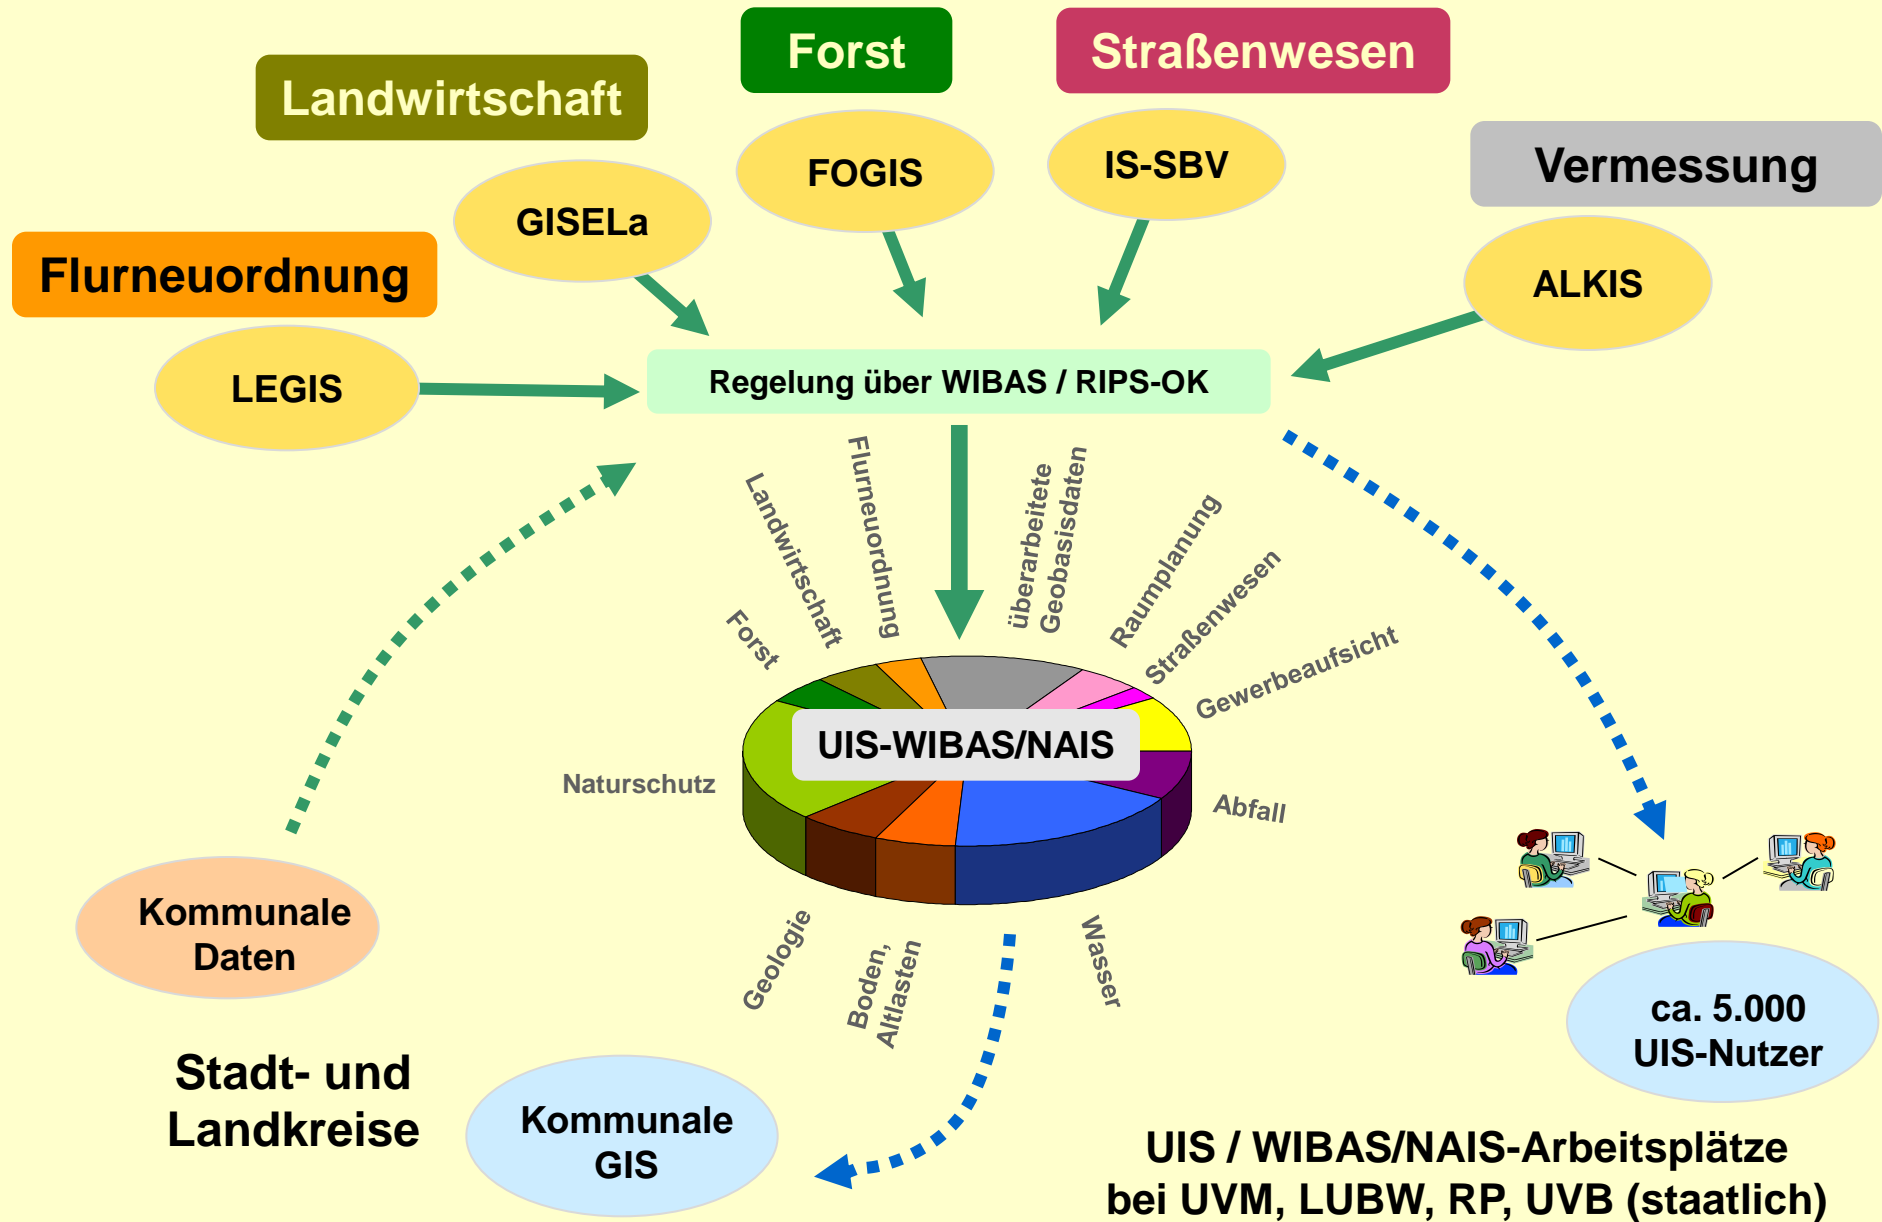 Forst
Straßenwesen
Landwirtschaft
Vermessung
FOGIS
IS-SBV
GISELa
Flurneuordnung
ALKIS
LEGIS
Regelung über WIBAS / RIPS-OK
Flurneuordnung
Landwirtschaft
Forst
überarbeitete
Geobasisdaten
Raumplanung
Straßenwesen
Gewerbeaufsicht
UIS-WIBAS/NAIS
Naturschutz
Abfall
Kommunale
Daten
Geologie
Boden,
Altlasten
Wasser
ca. 5.000
UIS-Nutzer
Stadt- und
Landkreise
Kommunale
GIS
UIS / WIBAS/NAIS-Arbeitsplätze
bei UVM, LUBW, RP, UVB (staatlich)